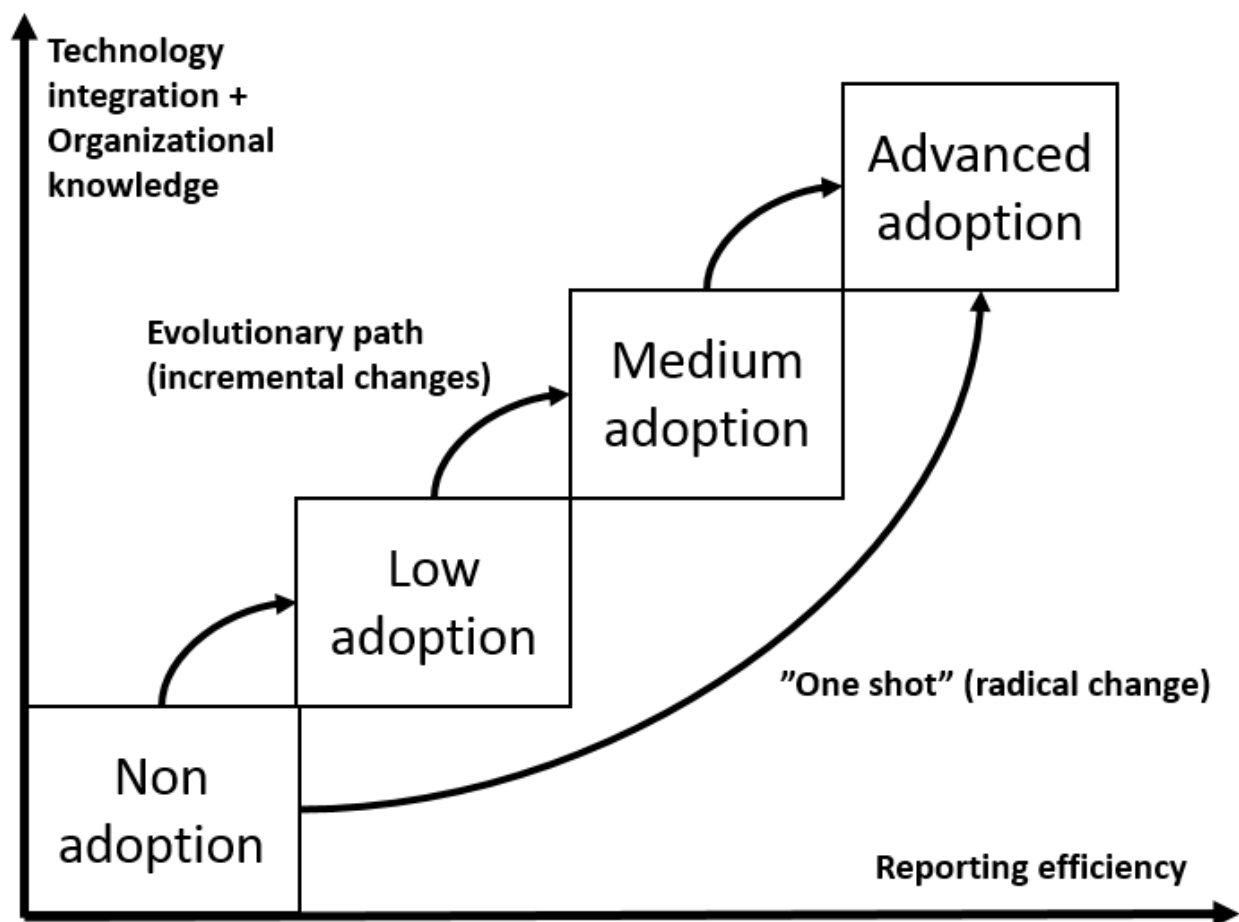 Technology
integration +
Organizational
knowledge
Advanced
adoption
Evolutionary path
(incremental changes)
Medium
adoption
Low
adoption
”One shot” (radical change)
Non
adoption
Reporting efficiency